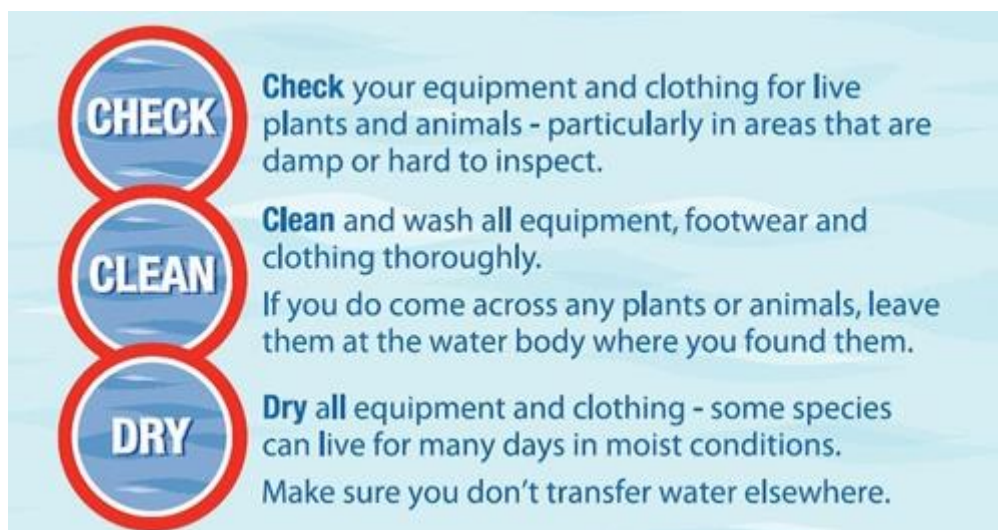 CHECK
Check your equipment and clothing for live
plants and animals - particularly in areas that are
damp or hard to inspect.
CLEAN
Clean and wash all equipment, footwear and
clothing thoroughly.
If you do come across any plants or animals, leave
them at the water body where you found them.
DRY
Dry all equipment and clothing - some species
can live for many days in moist conditions.
Make sure you don't transfer water elsewhere.